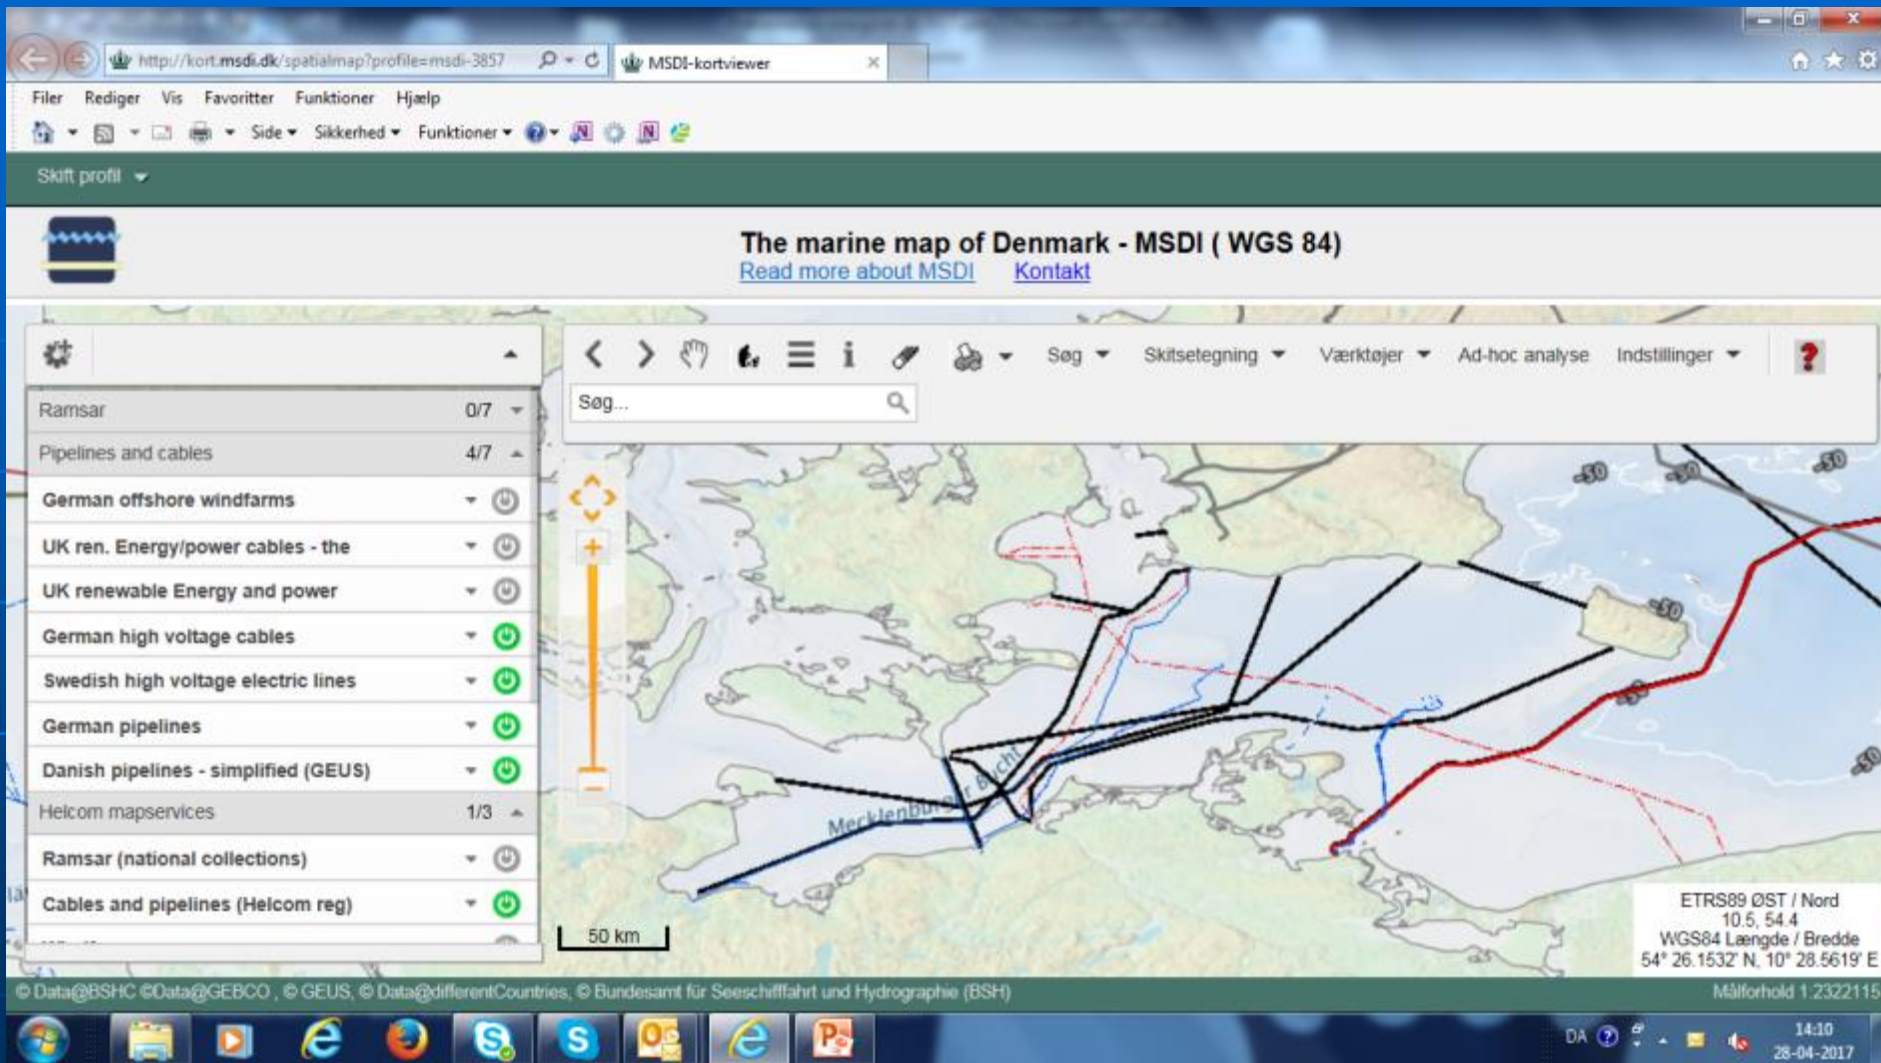 http://kort.msdi.dk/spatialmap?profile=msdi-3857
MSDI-kortviewer
Filer Rediger Vis Favoritter Funktioner Hjælp
Side Sikkerhed Funktioner
Skift profil
The marine map of Denmark - MSDI ( WGS 84)
Read more about MSDI Kontakt
Søg Skitsetegning Værktøjer Ad-hoc analyse Indstillinger ?
Søg...
Ramsar 0/7
Pipelines and cables 4/7
German offshore windfarms
UK ren. Energy/power cables - the
UK renewable Energy and power
German high voltage cables
Swedish high voltage electric lines
German pipelines
Danish pipelines - simplified (GEUS)
Helcom mapservices 1/3
Ramsar (national collections)
Cables and pipelines (Helcom reg)
-50
-50
-50
-50
-50
-50
Mecklenburger Bucht
50 km
ETRS89 ØST / Nord
10.5, 54.4
WGS84 Længde / Bredde
54° 26.1532' N, 10° 28.5619' E
© Data@BSHC ©Data@GEBCO , © GEUS, © Data@differentCountries, © Bundesamt für Seeschifffahrt und Hydrographie (BSH)
Målforhold 1:2322115
DA
14:10
28-04-2017